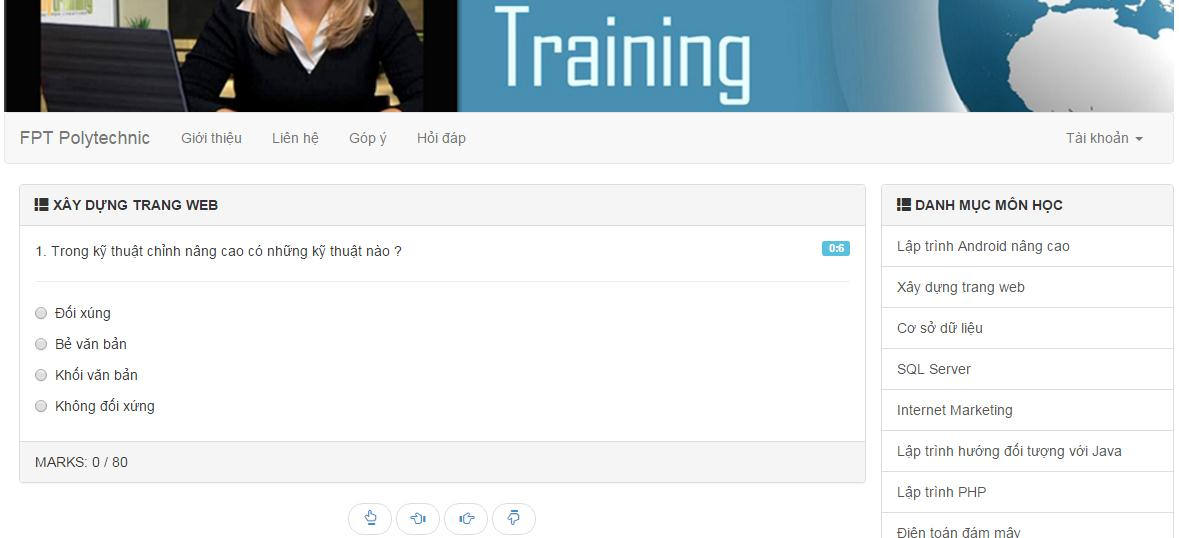 Training
FPT Polytechnic
Giới thiệu
Liên hệ
Góp ý
Hỏi đáp
Tài khoản
XÂY DỰNG TRANG WEB
1. Trong kỹ thuật chỉnh nâng cao có những kỹ thuật nào ?
0:6
Đối xúng
Bẻ văn bản
Khối văn bản
Không đối xứng
MARKS: 0 / 80
DANH MỤC MÔN HỌC
Lập trình Android nâng cao
Xây dựng trang web
Cơ sở dữ liệu
SQL Server
Internet Marketing
Lập trình hướng đối tượng với Java
Lập trình PHP
Điện toán đám mây